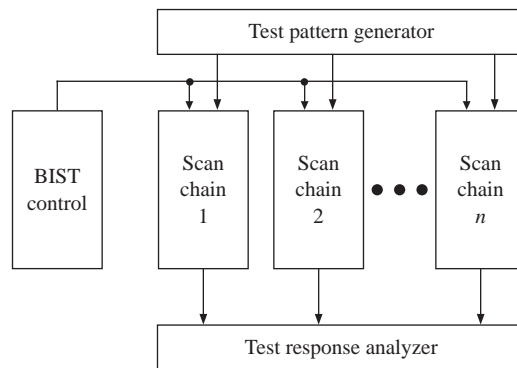 Test pattern generator
BIST
control
Scan
chain
1
Scan
chain
2
Scan
chain
n
Test response analyzer